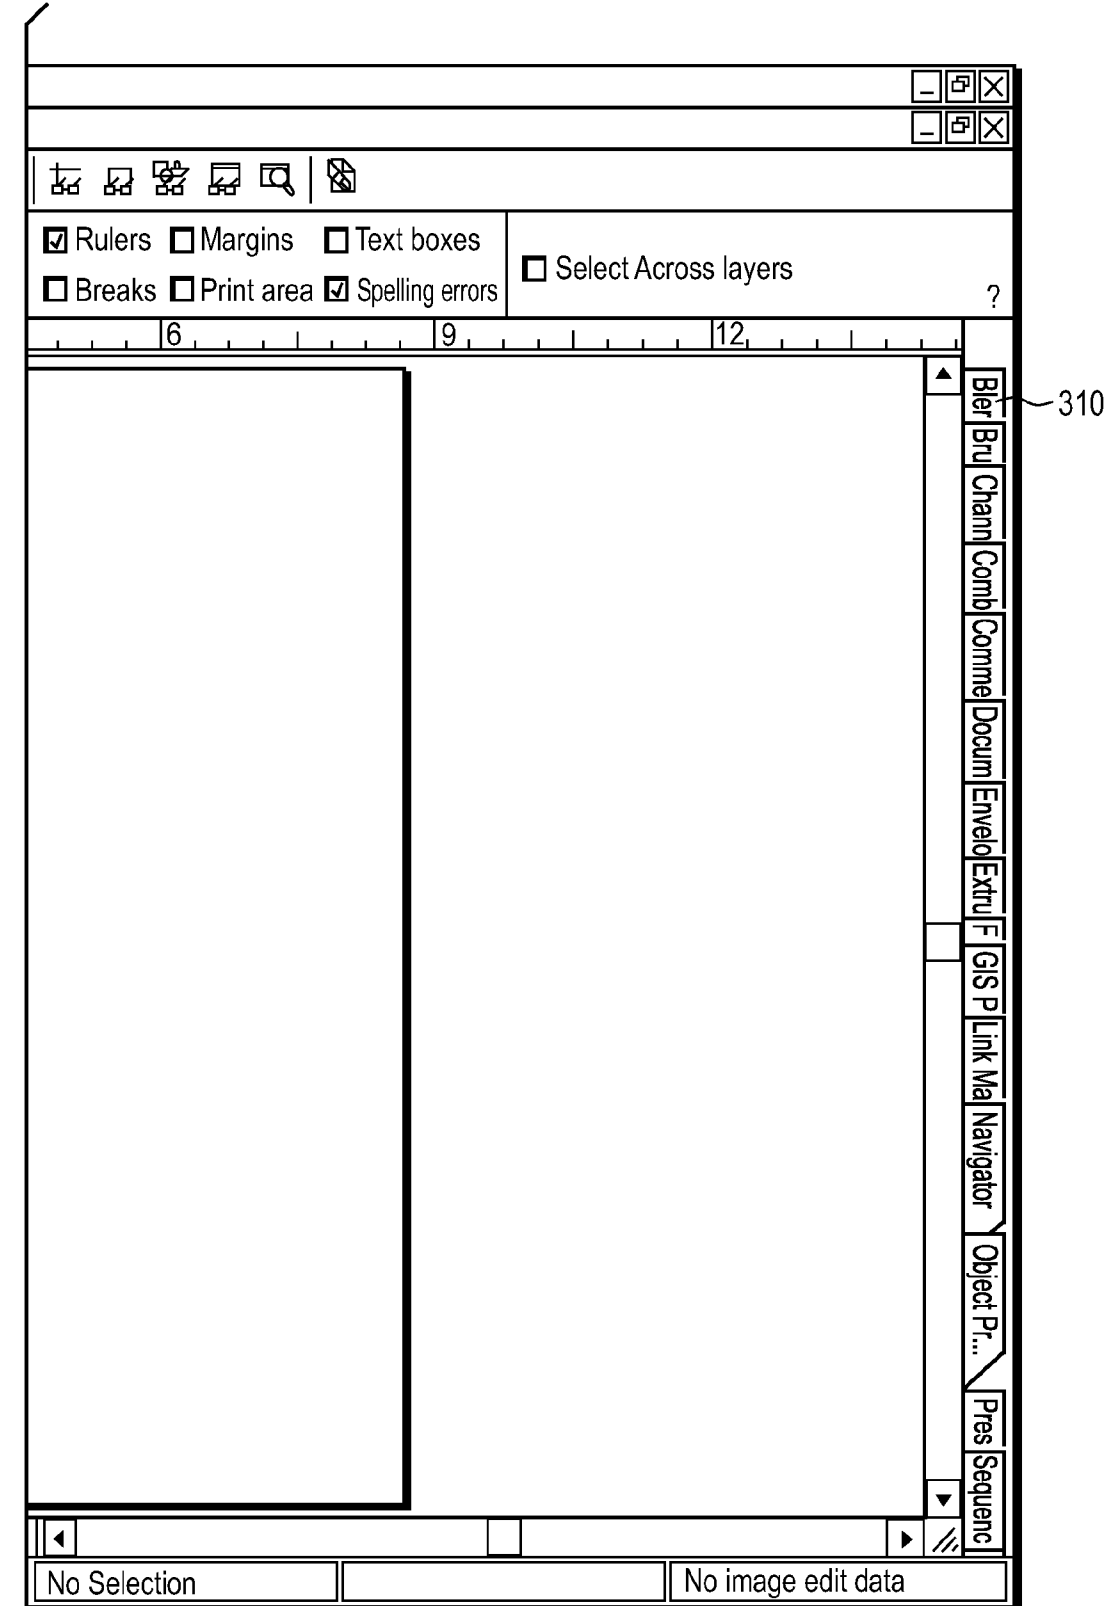 Rulers Margins Text boxes
Breaks Print area Spelling errors
Select Across layers
?
6 9 12
Bler
310
Bru
Chann
Comb
Comme
Docum
Envelo
Extru
F
GIS P
Link Ma
Navigator
Object Pr...
Pres
Sequenc
No Selection
No image edit data